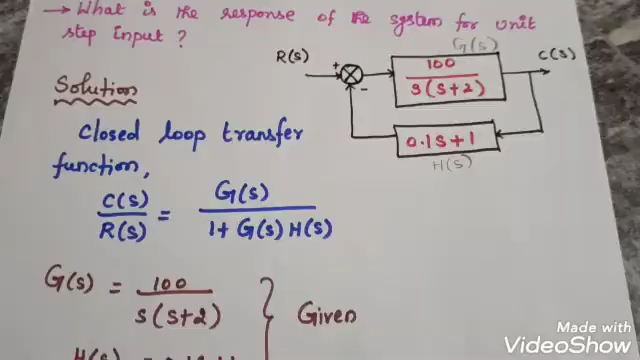 → What is the response of the system for unit
step input ?
G(s)
R(s)
+
-
100
s(s+2)
C(s)
0.1s+1
H(s)
Solution
Closed loop transfer
function,
C(s)
R(s)
=
G(s)
1+ G(s) H(s)
G(s) = 100
s(s+2)
} Given
Made with
VideoShow